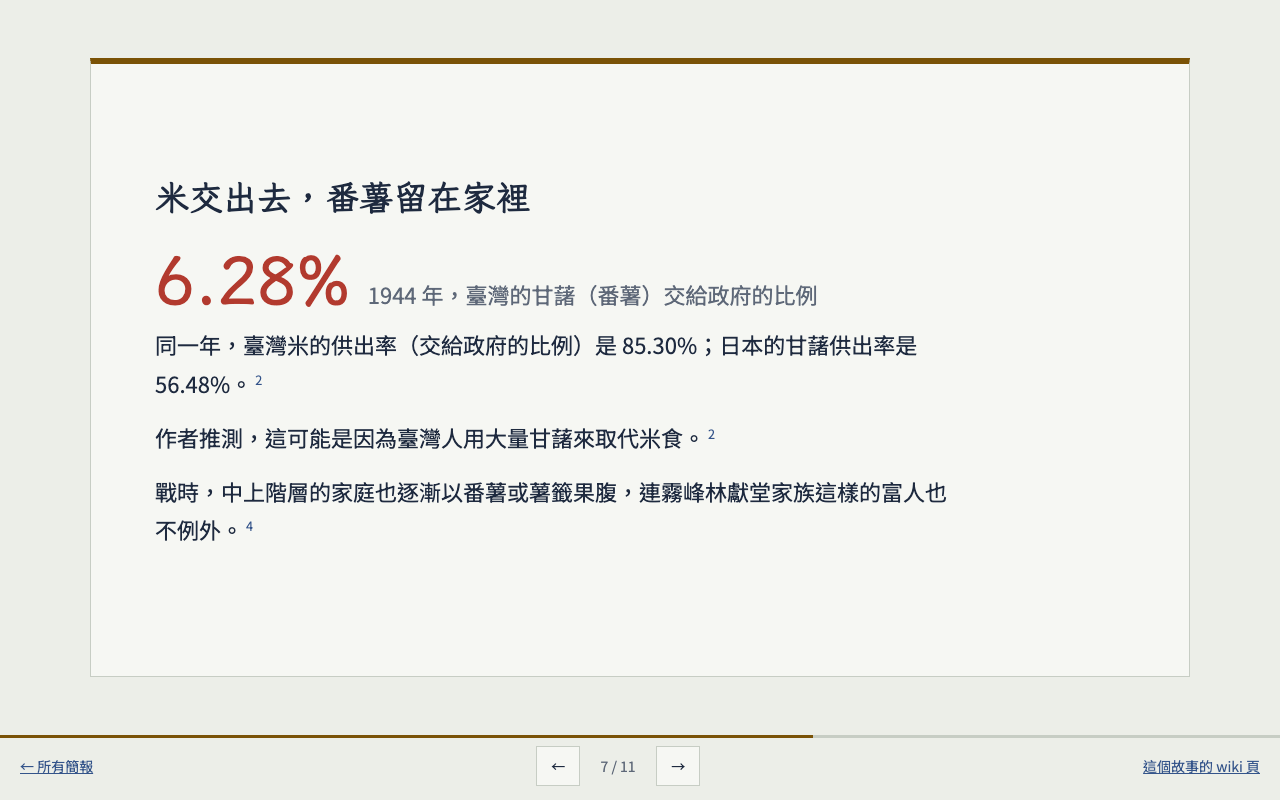 米交出去，番薯留在家裡
6.28% 1944 年，臺灣的甘藷（番薯）交給政府的比例
同一年，臺灣米的供出率（交給政府的比例）是 85.30%；日本的甘藷供出率是
56.48%。2
作者推測，這可能是因為臺灣人用大量甘藷來取代米食。2
戰時，中上階層的家庭也逐漸以番薯或薯籤果腹，連霧峰林獻堂家族這樣的富人也
不例外。4
← 所有簡報
←
7 / 11
→
這個故事的 wiki 頁